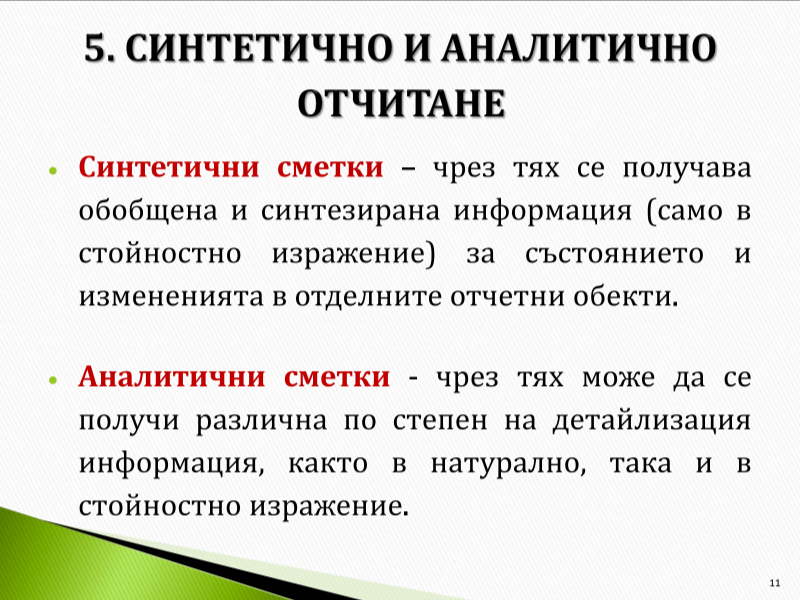 5. СИНТЕТИЧНО И АНАЛИТИЧНО
ОТЧИТАНЕ
• Синтетични сметки – чрез тях се получава
обобщена и синтезирана информация (само в
стойностно изражение) за състоянието и
измененията в отделните отчетни обекти.
• Аналитични сметки - чрез тях може да се
получи различна по степен на детайлизация
информация, както в натурално, така и в
стойностно изражение.
11